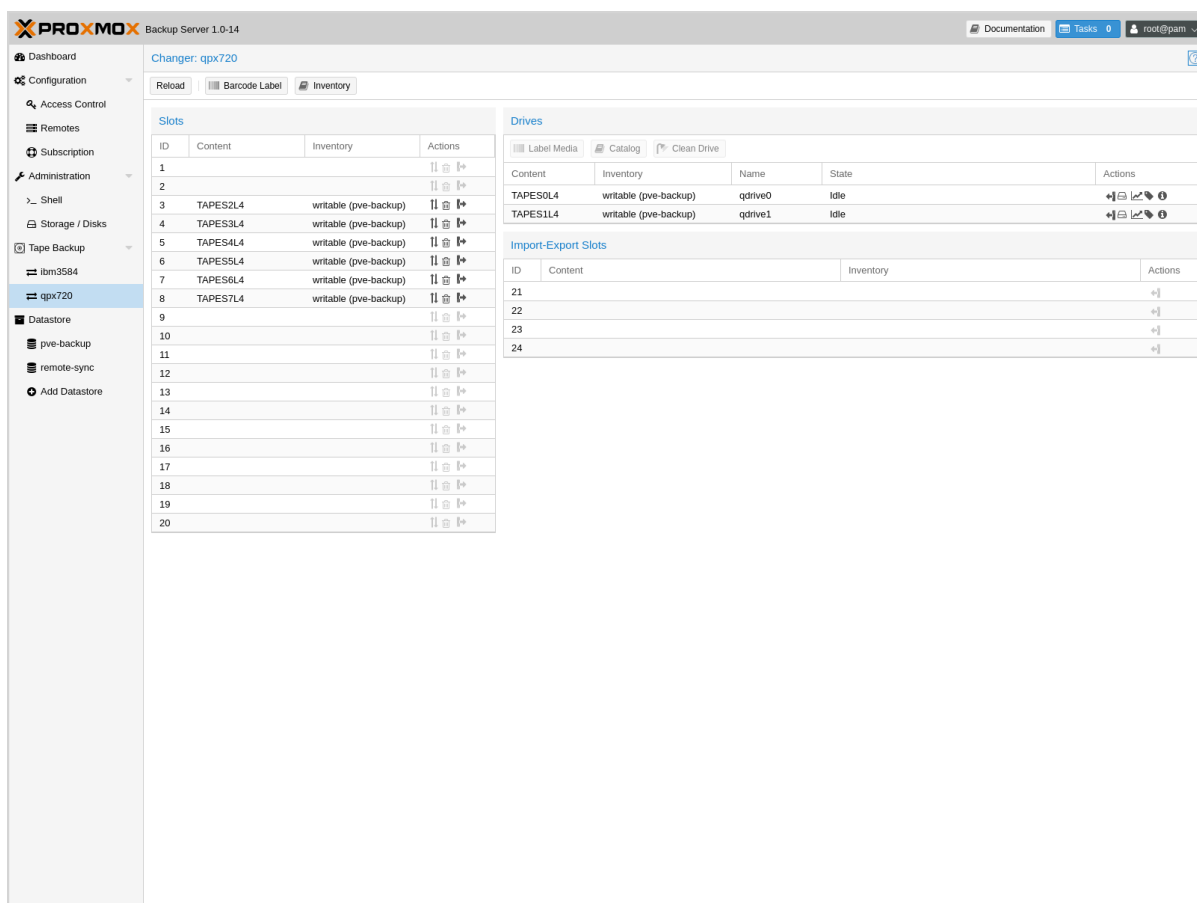 PROXMOX Backup Server 1.0-14 Documentation Tasks 0 root@pam
Dashboard
Configuration
Access Control
Remotes
Subscription
Administration
>_ Shell
Storage / Disks
Tape Backup
ibm3584
qpx720
Datastore
pve-backup
remote-sync
Add Datastore
Changer: qpx720
Reload Barcode Label Inventory
Slots
ID Content Inventory Actions
1
2
3 TAPES2L4 writable (pve-backup)
4 TAPES3L4 writable (pve-backup)
5 TAPES4L4 writable (pve-backup)
6 TAPES5L4 writable (pve-backup)
7 TAPES6L4 writable (pve-backup)
8 TAPES7L4 writable (pve-backup)
9
10
11
12
13
14
15
16
17
18
19
20
Drives
Label Media Catalog Clean Drive
Content Inventory Name State Actions
TAPES0L4 writable (pve-backup) qdrive0 Idle
TAPES1L4 writable (pve-backup) qdrive1 Idle
Import-Export Slots
ID Content Inventory Actions
21
22
23
24